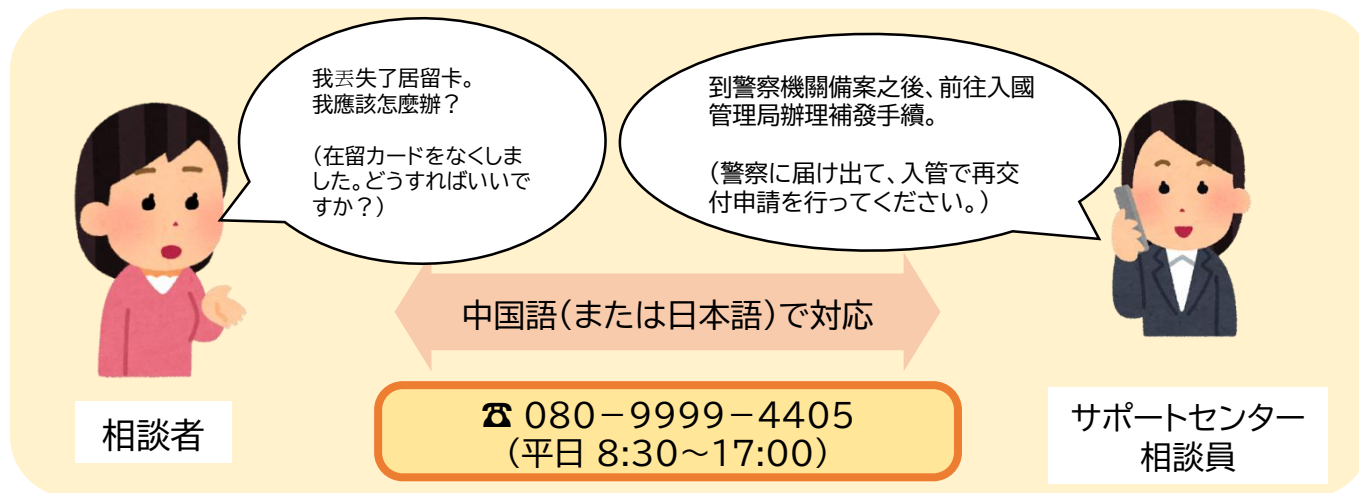 我丟失了居留卡。
我應該怎麼辦？
（在留カードをなくしま
した。どうすればいいで
すか？）
到警察機關備案之後、前往入國
管理局辦理補發手續。
（警察に届け出て、入管で再交
付申請を行ってください。）
中国語（または日本語）で対応
☎ 080－9999－4405
（平日 8:30～17:00）
相談者
サポートセンター
相談員